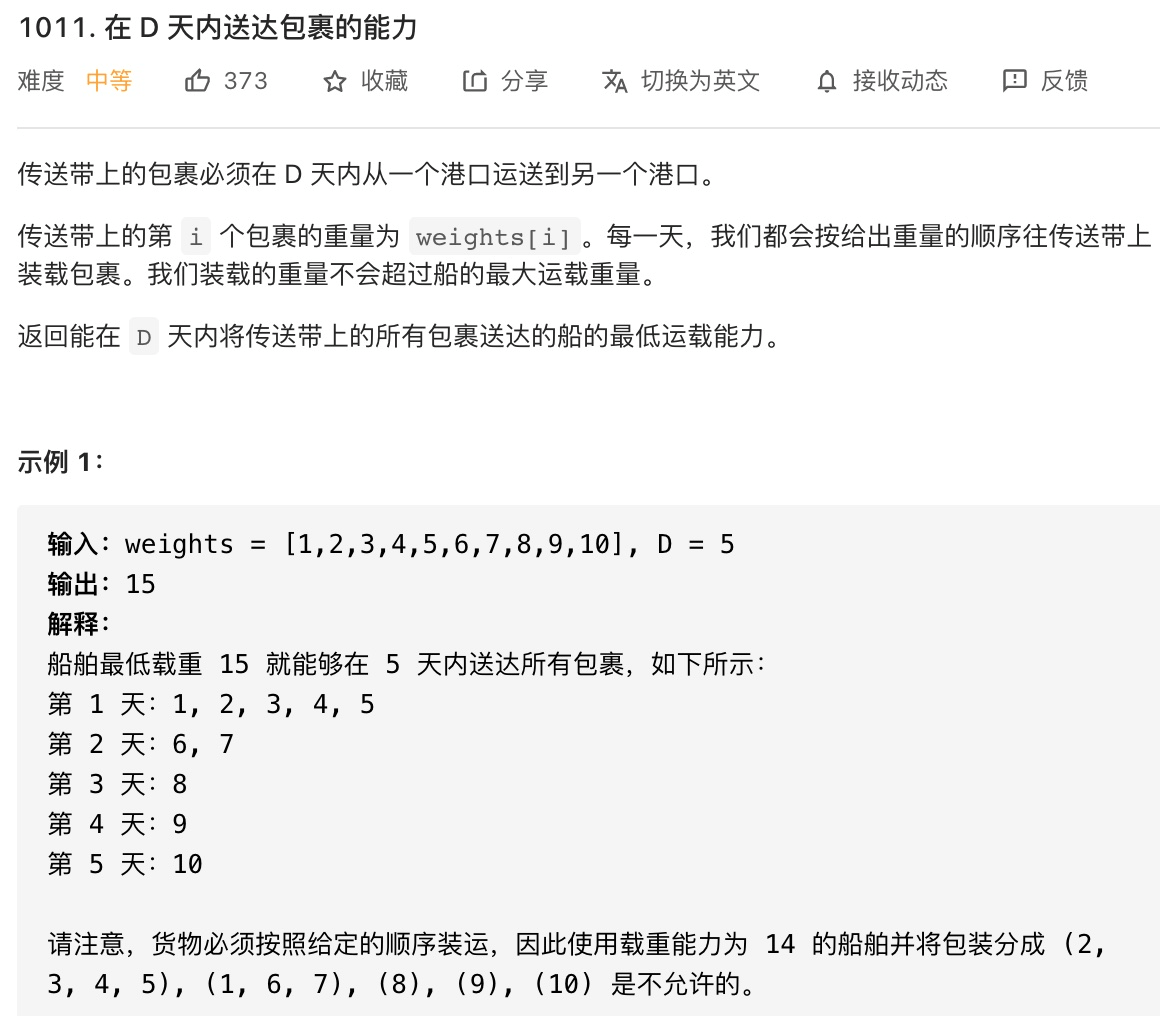 1011. 在 D 天内送达包裹的能力
难度 中等 373 收藏 分享 切换为英文 接收动态 反馈
传送带上的包裹必须在 D 天内从一个港口运送到另一个港口。
传送带上的第 i 个包裹的重量为 weights[i]。每一天，我们都会按给出重量的顺序往传送带上
装载包裹。我们装载的重量不会超过船的最大运载重量。
返回能在 D 天内将传送带上的所有包裹送达的船的最低运载能力。
示例 1：
输入：weights = [1,2,3,4,5,6,7,8,9,10], D = 5
输出：15
解释：
船舶最低载重 15 就能够在 5 天内送达所有包裹，如下所示：
第 1 天：1, 2, 3, 4, 5
第 2 天：6, 7
第 3 天：8
第 4 天：9
第 5 天：10
请注意，货物必须按照给定的顺序装运，因此使用载重能力为 14 的船舶并将包装分成 (2,
3, 4, 5), (1, 6, 7), (8), (9), (10) 是不允许的。